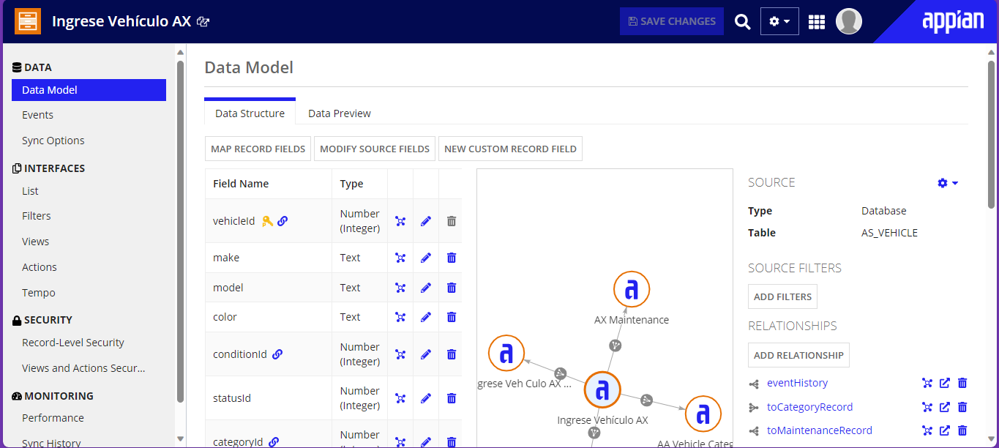 Ingrese Vehículo AX
SAVE CHANGES
appian
DATA
Data Model
Events
Sync Options
INTERFACES
List
Filters
Views
Actions
Tempo
SECURITY
Record-Level Security
Views and Actions Secur...
MONITORING
Performance
Sync History
Data Model
Data Structure
Data Preview
MAP RECORD FIELDS
MODIFY SOURCE FIELDS
NEW CUSTOM RECORD FIELD
Field Name Type
vehicleId Number
(Integer)
make Text
model Text
color Text
conditionId Number
(Integer)
statusId Number
(Integer)
categoryId Number
(Integer)
a
AX Maintenance
a
grese Veh Culo AX ...
a
Ingrese Vehículo AX
a
AA Vehicle Categ
SOURCE
Type Database
Table AS_VEHICLE
SOURCE FILTERS
ADD FILTERS
RELATIONSHIPS
ADD RELATIONSHIP
eventHistory
toCategoryRecord
toMaintenanceRecord